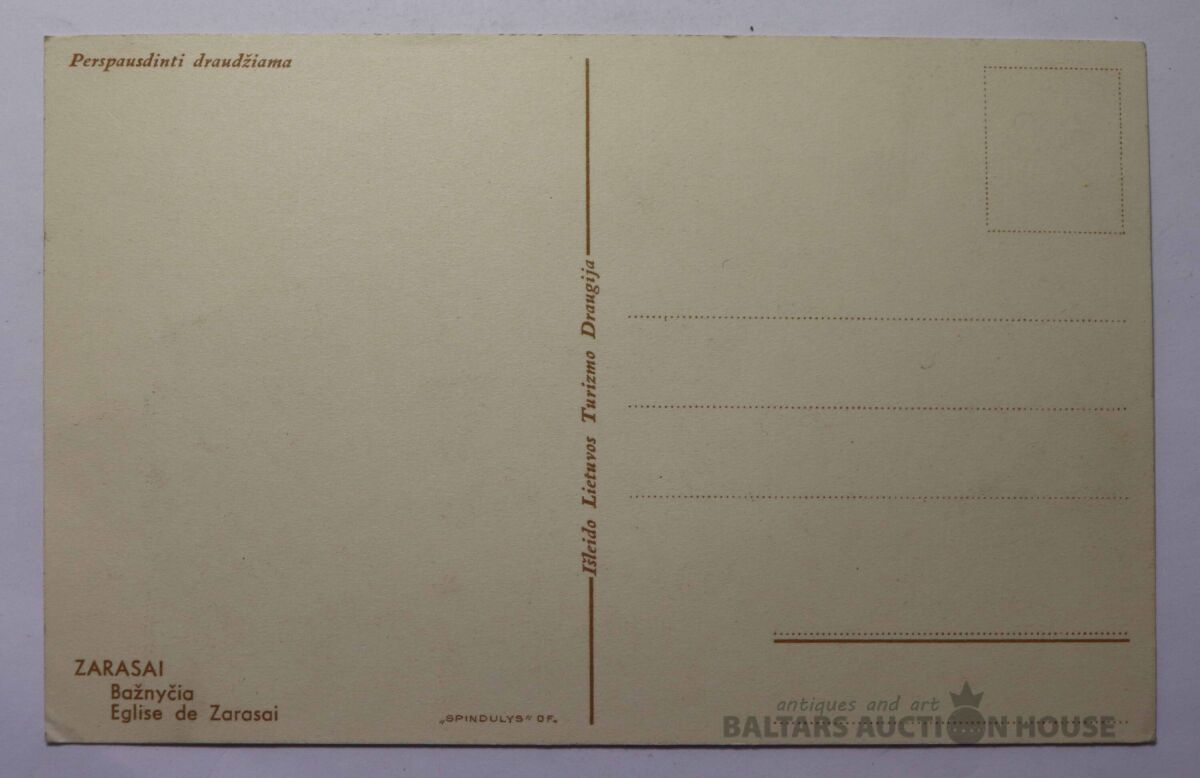 Perspausdinti draudžiama
Išleido Lietuvos Turizmo Draugija
ZARASAI
Bažnyčia
Eglise de Zarasai
„SPINDULYS“ OF.
antiques and art
BALTARS AUCTION HOUSE